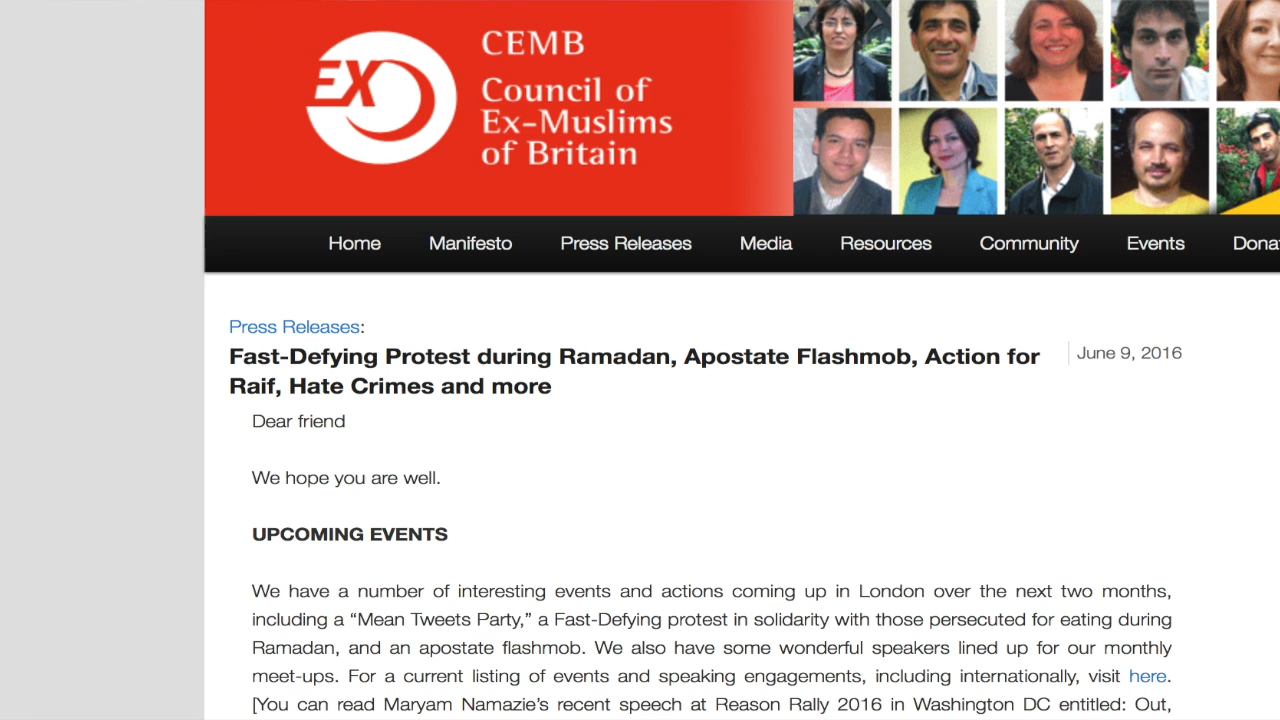 EX
CEMB
Council of
Ex-Muslims
of Britain
Home Manifesto Press Releases Media Resources Community Events Dona
Press Releases:
Fast-Defying Protest during Ramadan, Apostate Flashmob, Action for
Raif, Hate Crimes and more
June 9, 2016
Dear friend
We hope you are well.
UPCOMING EVENTS
We have a number of interesting events and actions coming up in London over the next two months,
including a “Mean Tweets Party,” a Fast-Defying protest in solidarity with those persecuted for eating during
Ramadan, and an apostate flashmob. We also have some wonderful speakers lined up for our monthly
meet-ups. For a current listing of events and speaking engagements, including internationally, visit here.
[You can read Maryam Namazie’s recent speech at Reason Rally 2016 in Washington DC entitled: Out,